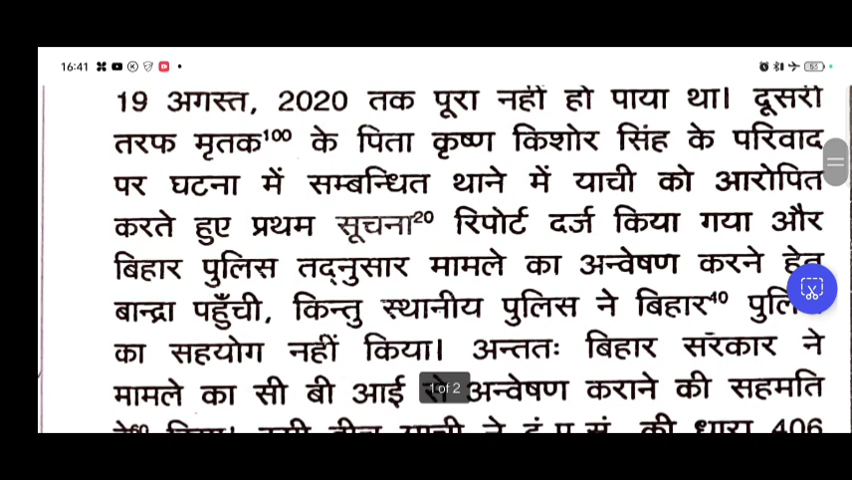 16:41
19 अगस्त, 2020 तक पूरा नहीं हो पाया था। दूसरी
तरफ मृतक¹⁰⁰ के पिता कृष्ण किशोर सिंह के परिवाद
पर घटना में सम्बन्धित थाने में याची को आरोपित
करते हुए प्रथम सूचना²⁰ रिपोर्ट दर्ज किया गया और
बिहार पुलिस तद्नुसार मामले का अन्वेषण करने हेतु
बान्द्रा पहुँची, किन्तु स्थानीय पुलिस ने बिहार⁴⁰
का सहयोग नहीं किया। अन्ततः बिहार सरकार ने
मामले का सी बी आई से अन्वेषण कराने की सहमति
1 of 2
की धारा 406